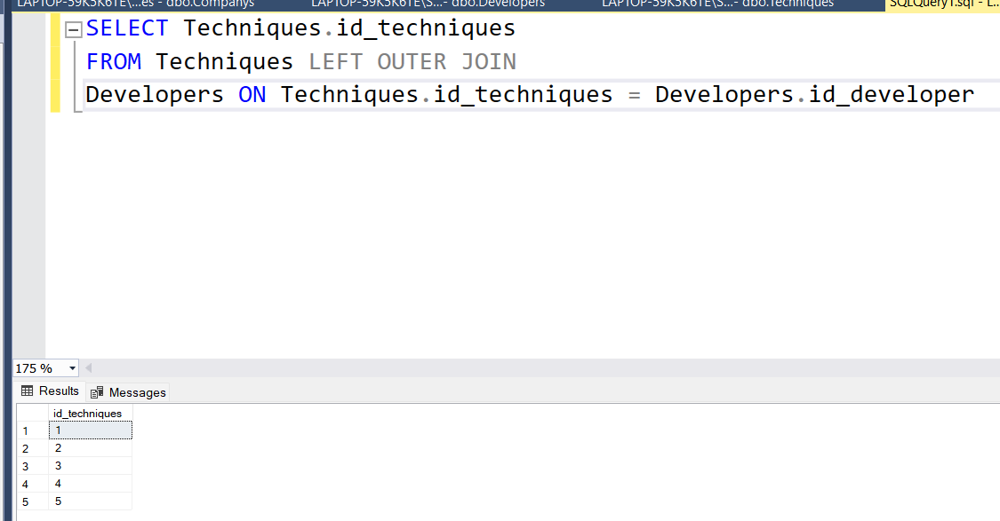 LAPTOP-59K5K6TE\...es - dbo.Companys LAPTOP-59K5K6TE\S...- dbo.Developers LAPTOP-59K5K6TE\S...- dbo.Techniques SQLQuery1.sql - L...
SELECT Techniques.id_techniques
FROM Techniques LEFT OUTER JOIN
Developers ON Techniques.id_techniques = Developers.id_developer
175 %
Results Messages
id_techniques
1 1
2 2
3 3
4 4
5 5